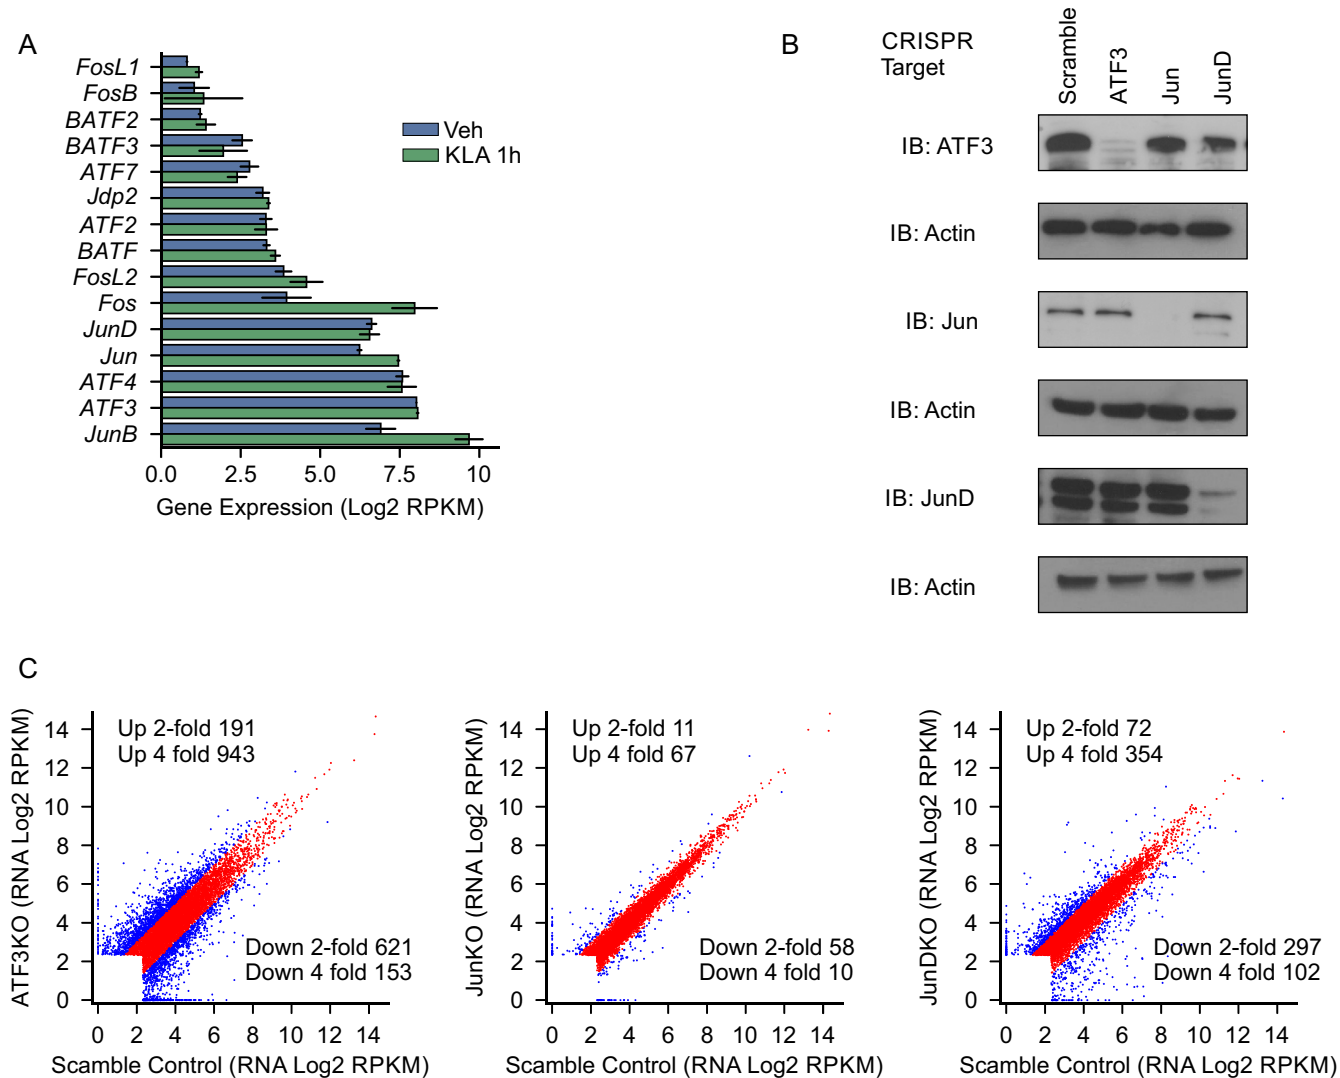 A
FosL1
FosB
BATF2
BATF3
ATF7
Jdp2
ATF2
BATF
FosL2
Fos
JunD
Jun
ATF4
ATF3
JunB
Veh
KLA 1h
0.0 2.5 5.0 7.5 10
Gene Expression (Log2 RPKM)
B
CRISPR
Target
Scramble
ATF3
Jun
JunD
IB: ATF3
IB: Actin
IB: Jun
IB: Actin
IB: JunD
IB: Actin
C
ATF3KO (RNA Log2 RPKM)
14
12
10
8
6
4
2
0
Up 2-fold 191
Up 4 fold 943
Down 2-fold 621
Down 4 fold 153
0 2 4 6 8 10 12 14
Scamble Control (RNA Log2 RPKM)
JunKO (RNA Log2 RPKM)
14
12
10
8
6
4
2
0
Up 2-fold 11
Up 4 fold 67
Down 2-fold 58
Down 4 fold 10
0 2 4 6 8 10 12 14
Scamble Control (RNA Log2 RPKM)
JunDKO (RNA Log2 RPKM)
14
12
10
8
6
4
2
0
Up 2-fold 72
Up 4 fold 354
Down 2-fold 297
Down 4 fold 102
0 2 4 6 8 10 12 14
Scamble Control (RNA Log2 RPKM)